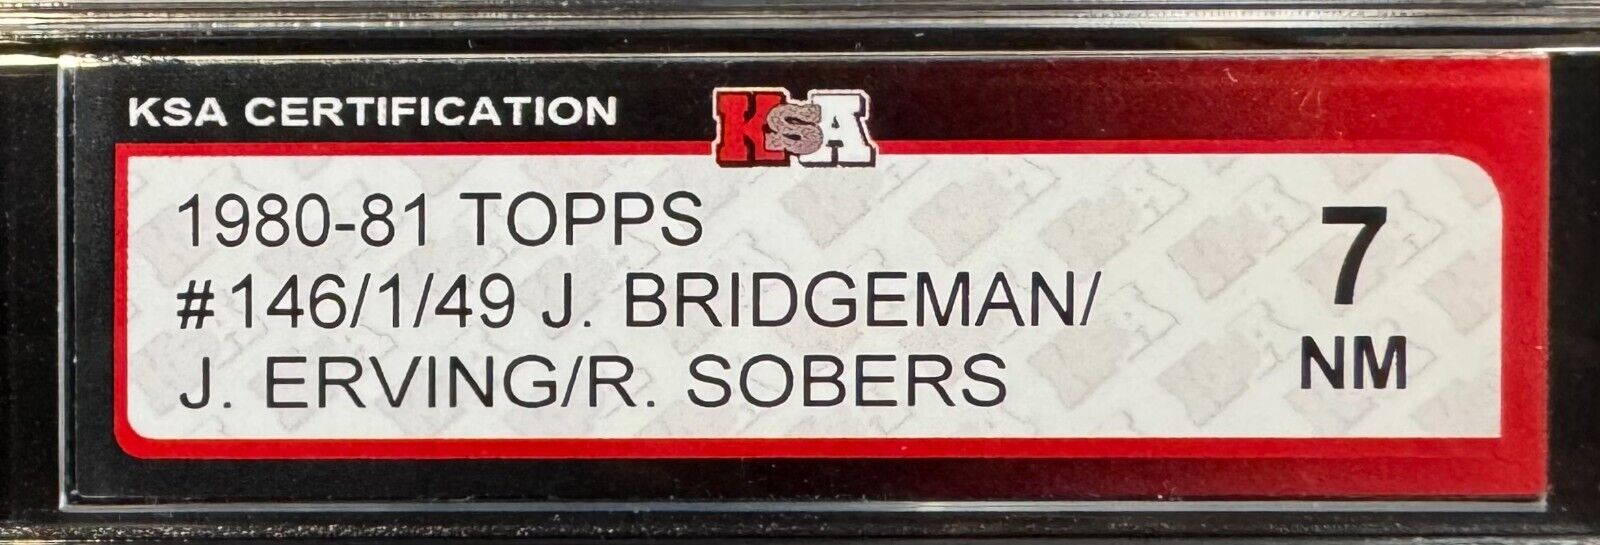 KSA CERTIFICATION
KSA
1980-81 TOPPS
#146/1/49 J. BRIDGEMAN/
J. ERVING/R. SOBERS
7
NM